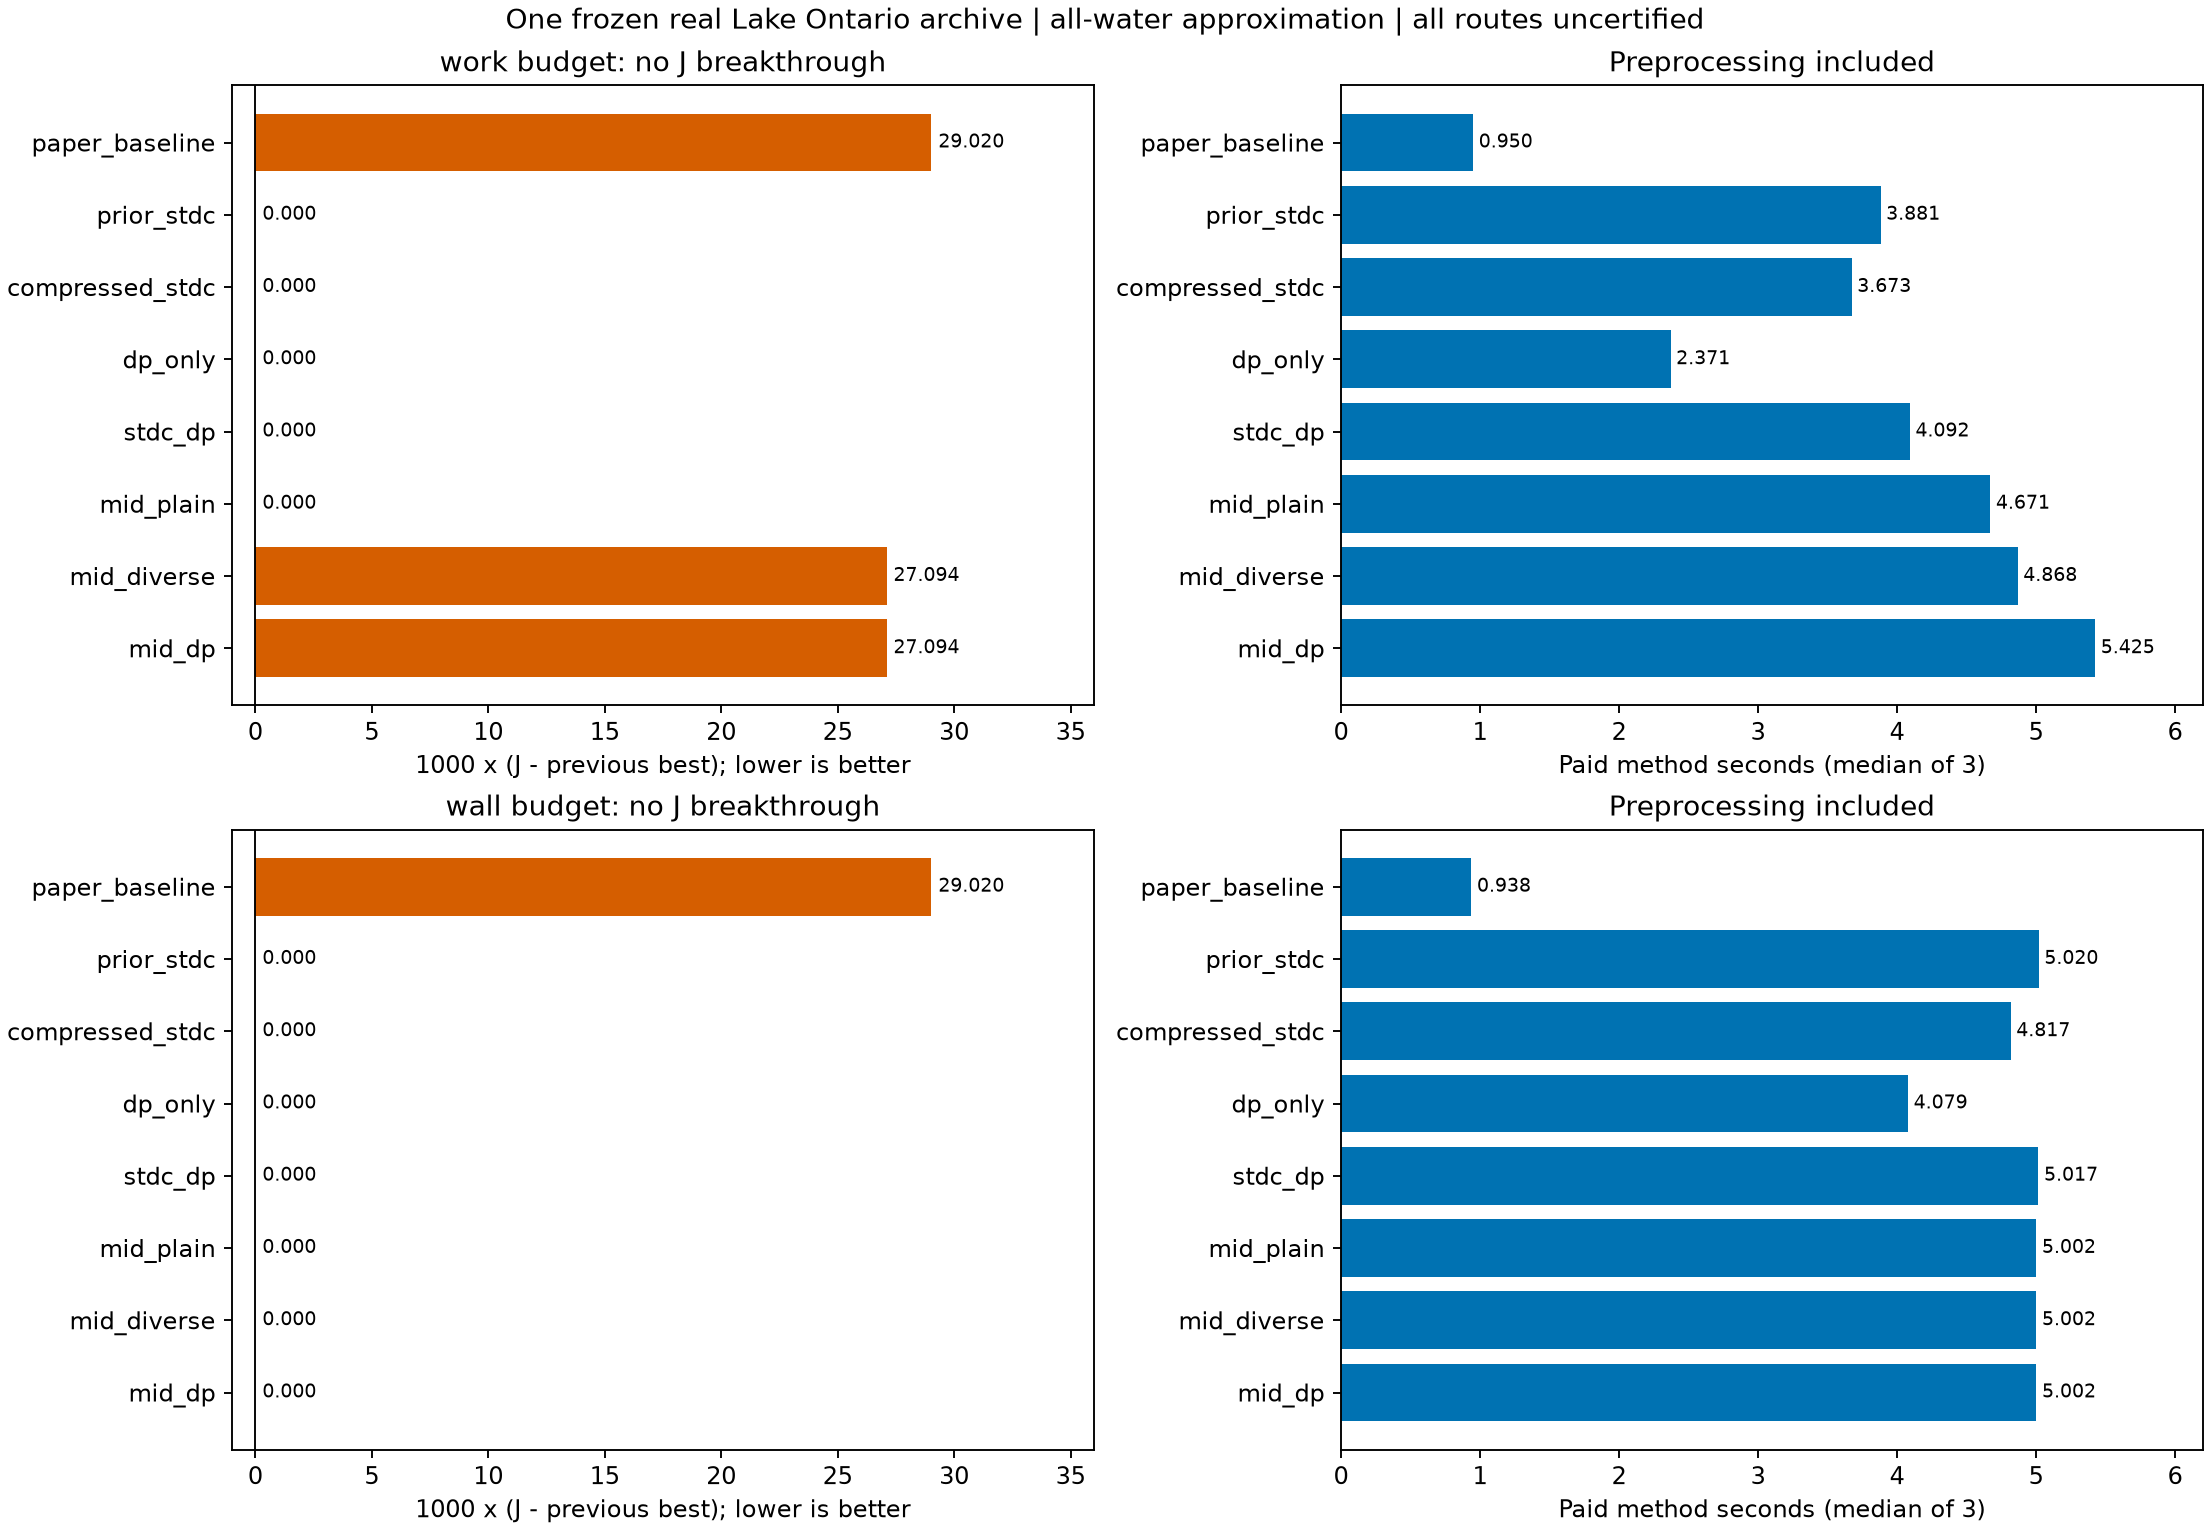 One frozen real Lake Ontario archive | all-water approximation | all routes uncertified
work budget: no J breakthrough
paper_baseline
29.020
prior_stdc
0.000
compressed_stdc
0.000
dp_only
0.000
stdc_dp
0.000
mid_plain
0.000
mid_diverse
27.094
mid_dp
27.094
0 5 10 15 20 25 30 35
1000 x (J - previous best); lower is better
Preprocessing included
paper_baseline
0.950
prior_stdc
3.881
compressed_stdc
3.673
dp_only
2.371
stdc_dp
4.092
mid_plain
4.671
mid_diverse
4.868
mid_dp
5.425
0 1 2 3 4 5 6
Paid method seconds (median of 3)
wall budget: no J breakthrough
paper_baseline
29.020
prior_stdc
0.000
compressed_stdc
0.000
dp_only
0.000
stdc_dp
0.000
mid_plain
0.000
mid_diverse
0.000
mid_dp
0.000
0 5 10 15 20 25 30 35
1000 x (J - previous best); lower is better
Preprocessing included
paper_baseline
0.938
prior_stdc
5.020
compressed_stdc
4.817
dp_only
4.079
stdc_dp
5.017
mid_plain
5.002
mid_diverse
5.002
mid_dp
5.002
0 1 2 3 4 5 6
Paid method seconds (median of 3)